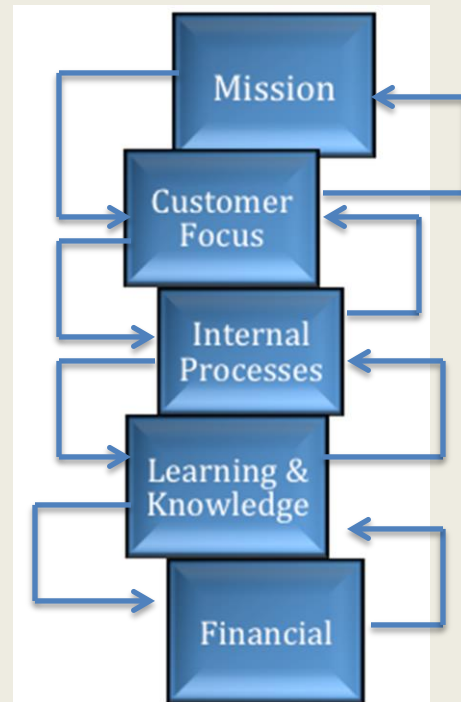 Mission
Customer
Focus
Internal
Processes
Learning &
Knowledge
Financial